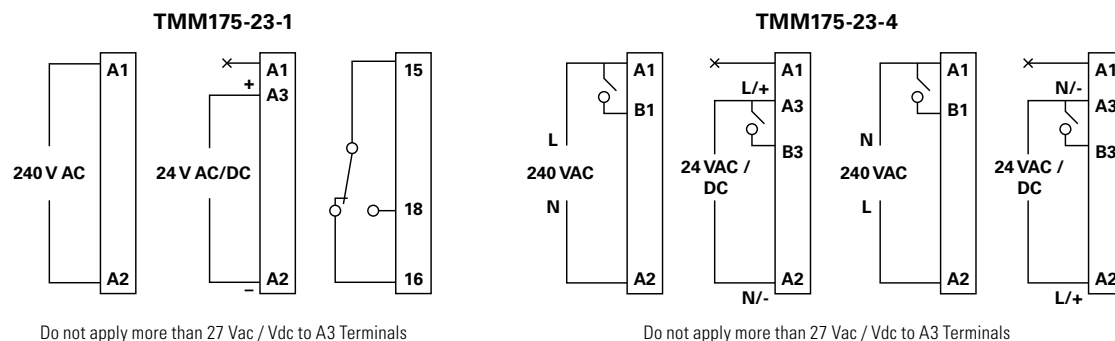 TMM175-23-1
240 V AC
A1
A2
24 V AC/DC
A1
+
A3
A2
–
15
18
16
Do not apply more than 27 Vac / Vdc to A3 Terminals
TMM175-23-4
A1
B1
L
240 VAC
N
A2
A1
L/+
A3
B3
24 VAC /
DC
A2
N/-
A1
B1
N
240 VAC
L
A2
A1
N/-
A3
B3
24 VAC /
DC
A2
L/+
Do not apply more than 27 Vac / Vdc to A3 Terminals